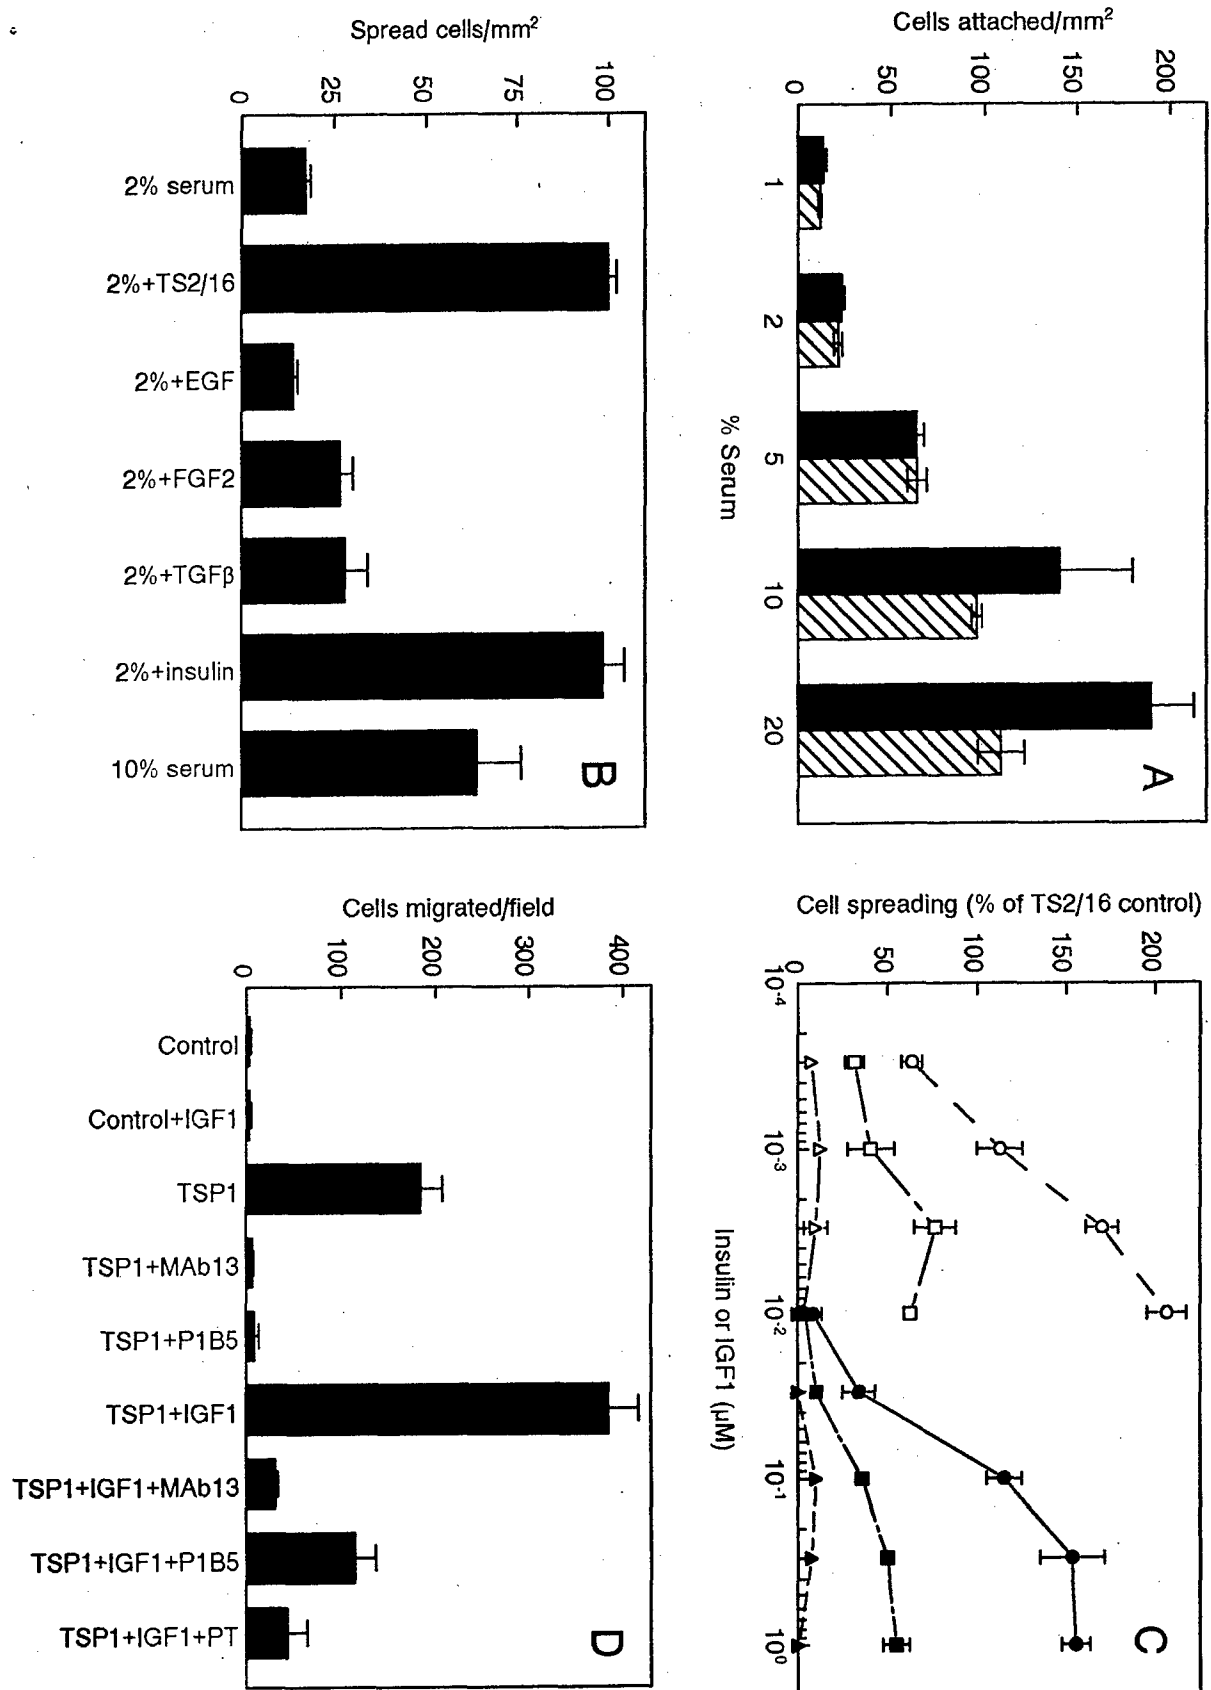 A
Cells attached/mm²
0 50 100 150 200
1 2 5 10 20
% Serum
B
Spread cells/mm²
0 25 50 75 100
2% serum
2%+TS2/16
2%+EGF
2%+FGF2
2%+TGFβ
2%+insulin
10% serum
C
Cell spreading (% of TS2/16 control)
0 50 100 150 200
10⁻⁴ 10⁻³ 10⁻² 10⁻¹ 10⁰
Insulin or IGF1 (μM)
D
Cells migrated/field
0 100 200 300 400
Control
Control+IGF1
TSP1
TSP1+MAb13
TSP1+P1B5
TSP1+IGF1
TSP1+IGF1+MAb13
TSP1+IGF1+P1B5
TSP1+IGF1+PT